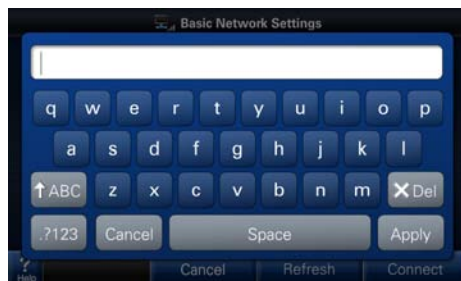 Basic Network Settings
q w e r t y u i o p
a s d f g h j k l
↑ ABC z x c v b n m ✕ Del
.?123 Cancel Space Apply
? Help Cancel Refresh Connect